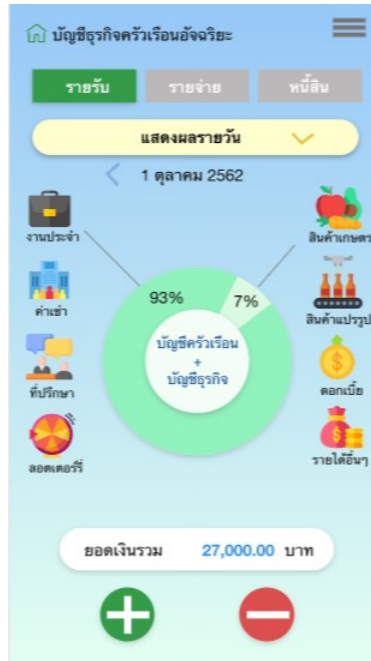 บัญชีธุรกิจครัวเรือนอัจฉริยะ
รายรับ รายจ่าย หนี้สิน
แสดงผลรายวัน
1 ตุลาคม 2562
งานประจำ สินค้าเกษตร
93% 7%
ค่าเช่า สินค้าแปรรูป
บัญชีครัวเรือน
+
บัญชีธุรกิจ
ที่ปรึกษา ดอกเบี้ย
ลอตเตอร์รี่ รายได้อื่นๆ
ยอดเงินรวม 27,000.00 บาท